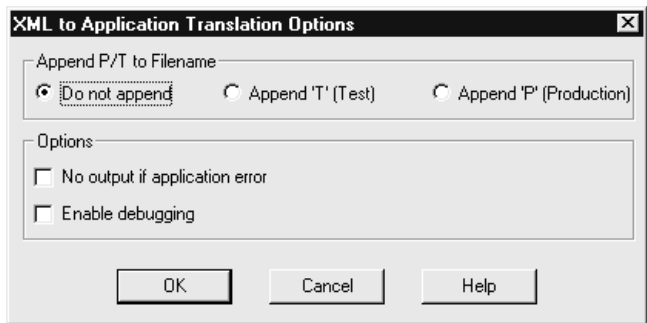 XML to Application Translation Options
Append P/T to Filename
Do not append Append 'T' (Test) Append 'P' (Production)
Options
No output if application error
Enable debugging
OK Cancel Help